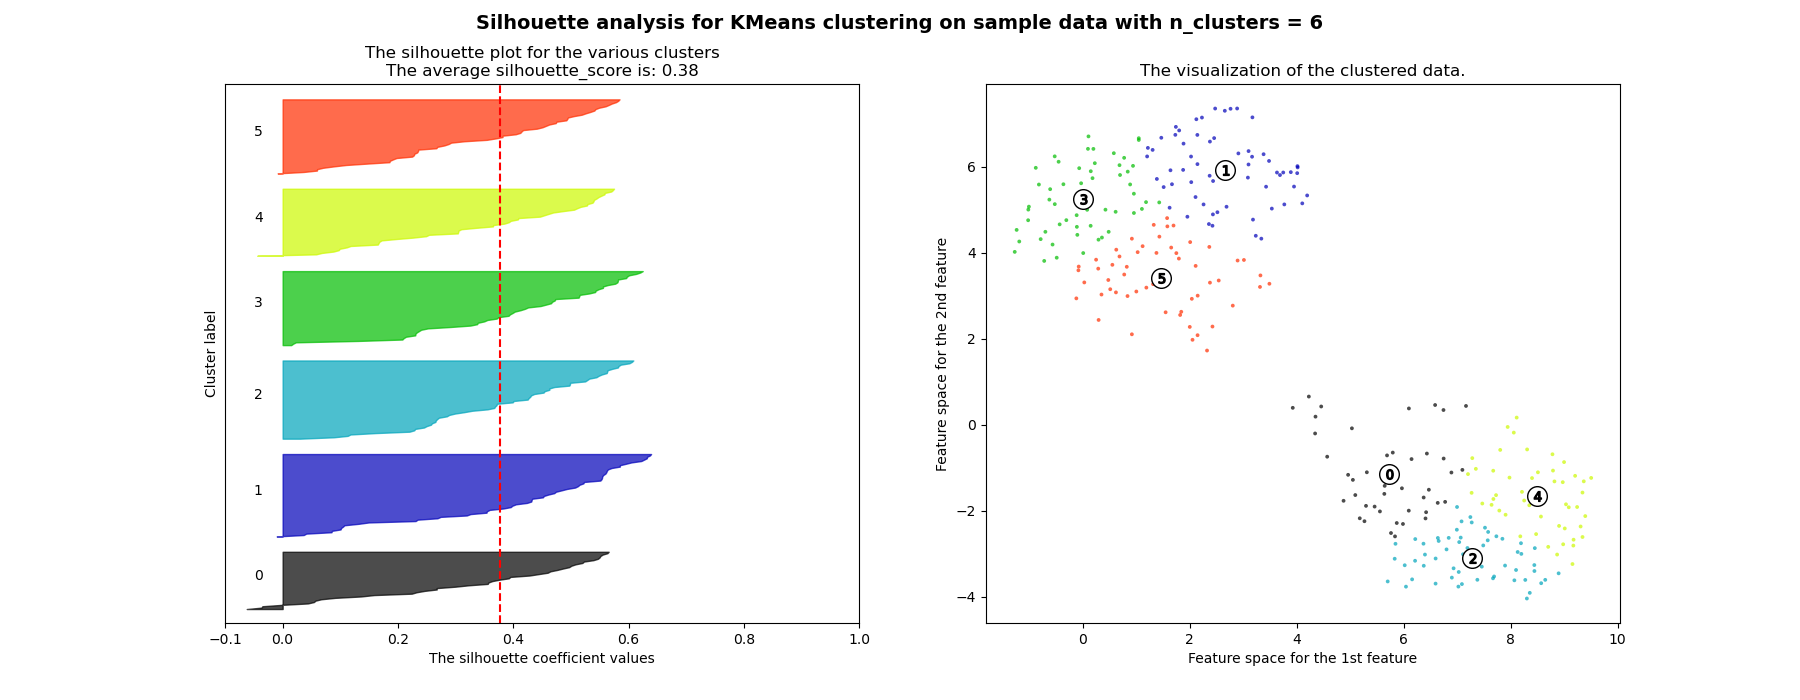 Silhouette analysis for KMeans clustering on sample data with n_clusters = 6
The silhouette plot for the various clusters
The average silhouette_score is: 0.38
5
4
3
2
1
0
Cluster label
−0.1 0.0 0.2 0.4 0.6 0.8 1.0
The silhouette coefficient values
The visualization of the clustered data.
6
4
2
0
−2
−4
Feature space for the 2nd feature
1
3
5
0
4
2
0 2 4 6 8 10
Feature space for the 1st feature